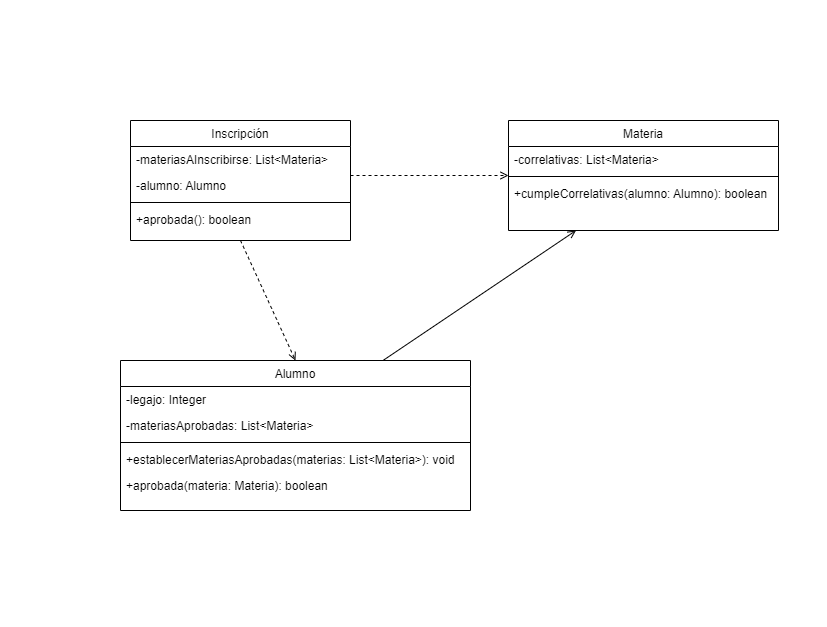 Inscripción
-materiasAInscribirse: List<Materia>
-alumno: Alumno
+aprobada(): boolean
Materia
-correlativas: List<Materia>
+cumpleCorrelativas(alumno: Alumno): boolean
Alumno
-legajo: Integer
-materiasAprobadas: List<Materia>
+establecerMateriasAprobadas(materias: List<Materia>): void
+aprobada(materia: Materia): boolean